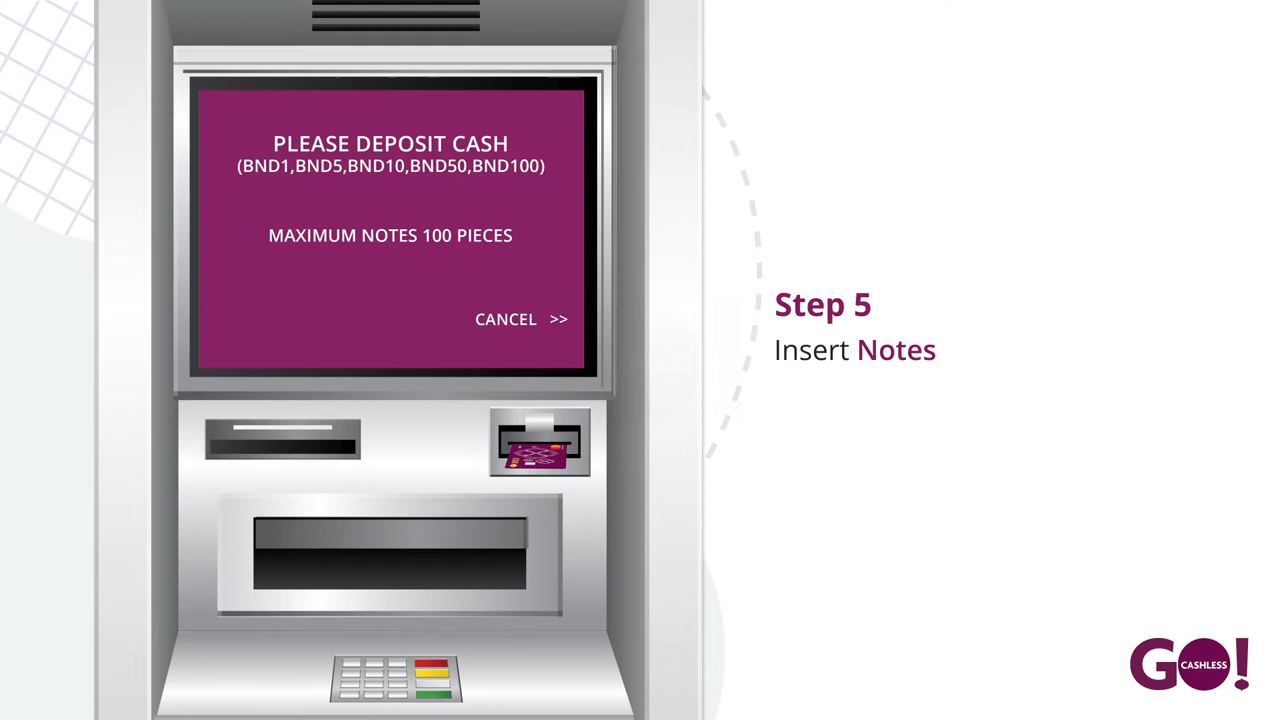 PLEASE DEPOSIT CASH
(BND1,BND5,BND10,BND50,BND100)
MAXIMUM NOTES 100 PIECES
CANCEL >>
Step 5
Insert Notes
GO!
CASHLESS